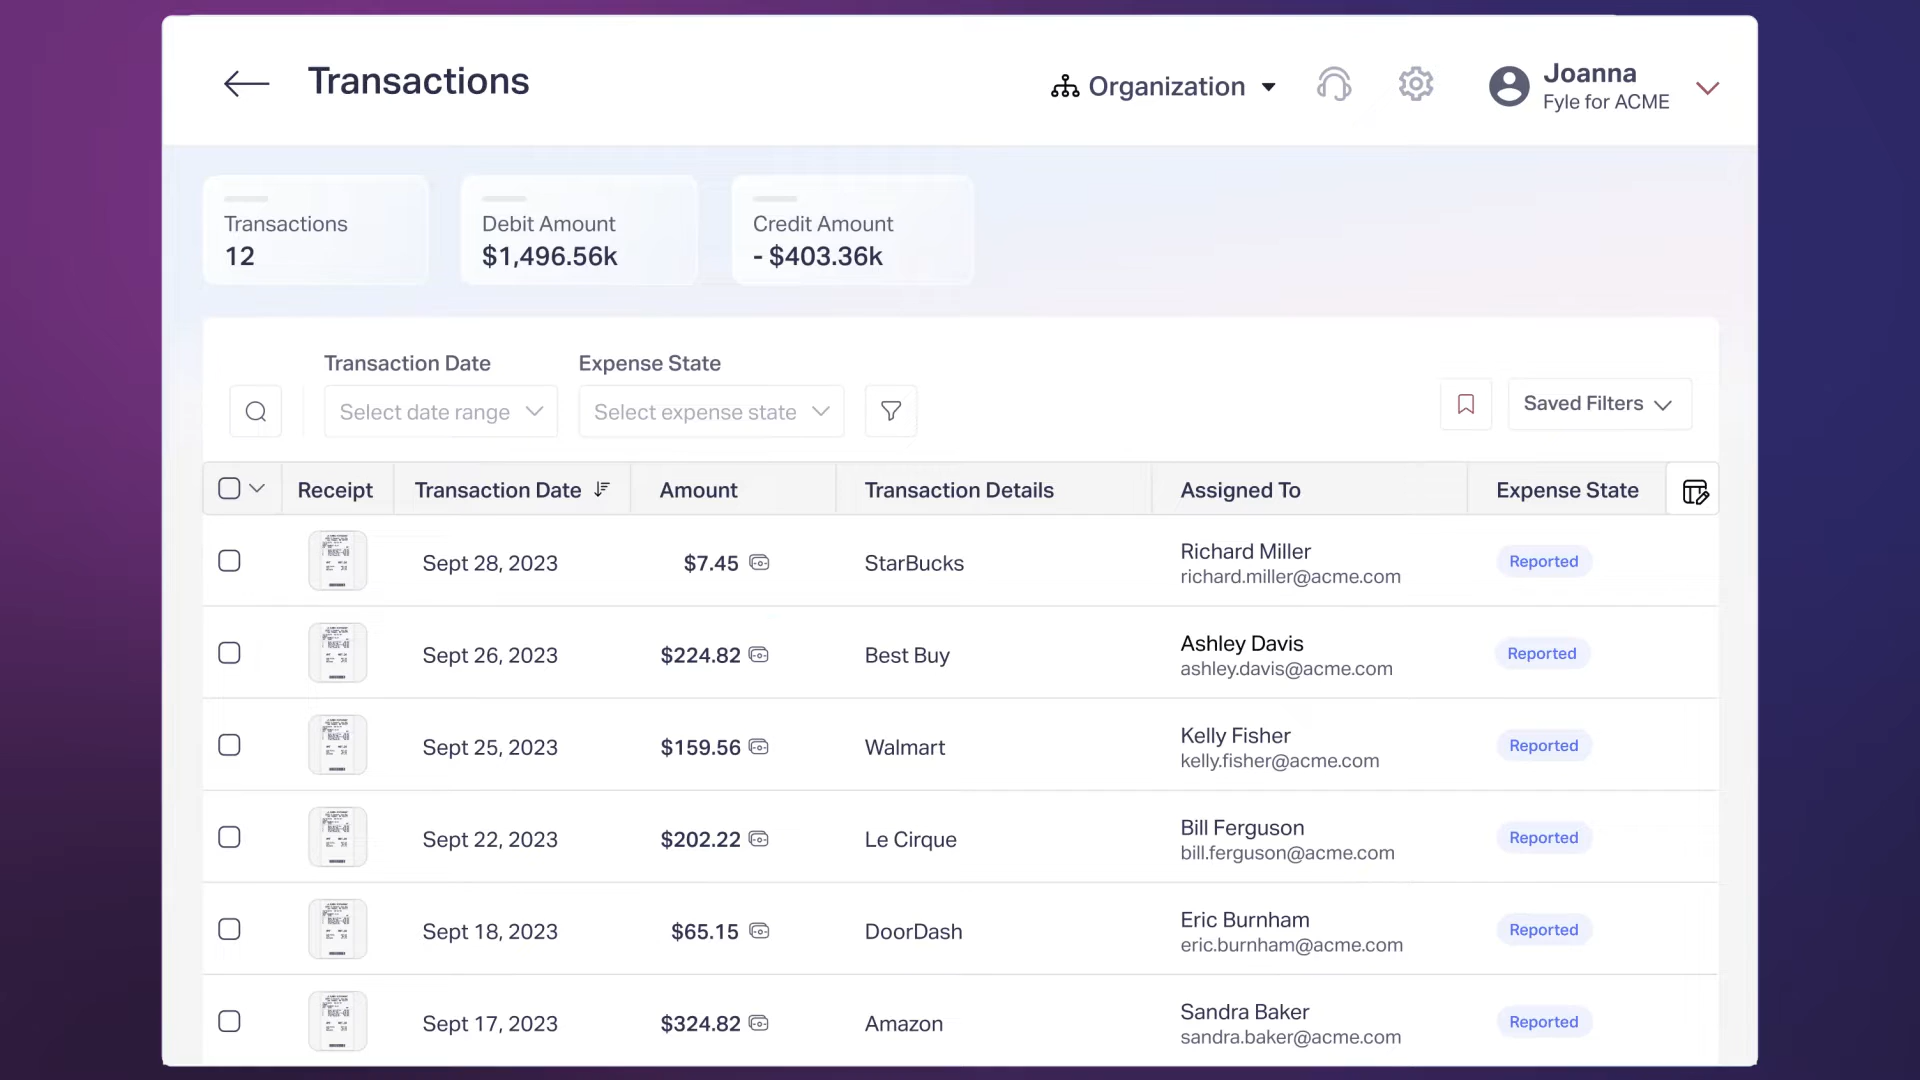 Transactions
Organization
Joanna
Fyle for ACME
Transactions
12
Debit Amount
$1,496.56k
Credit Amount
- $403.36k
Transaction Date
Expense State
Select date range
Select expense state
Saved Filters
Receipt
Transaction Date
Amount
Transaction Details
Assigned To
Expense State
Sept 28, 2023
$7.45
StarBucks
Richard Miller
richard.miller@acme.com
Reported
Sept 26, 2023
$224.82
Best Buy
Ashley Davis
ashley.davis@acme.com
Reported
Sept 25, 2023
$159.56
Walmart
Kelly Fisher
kelly.fisher@acme.com
Reported
Sept 22, 2023
$202.22
Le Cirque
Bill Ferguson
bill.ferguson@acme.com
Reported
Sept 18, 2023
$65.15
DoorDash
Eric Burnham
eric.burnham@acme.com
Reported
Sept 17, 2023
$324.82
Amazon
Sandra Baker
sandra.baker@acme.com
Reported